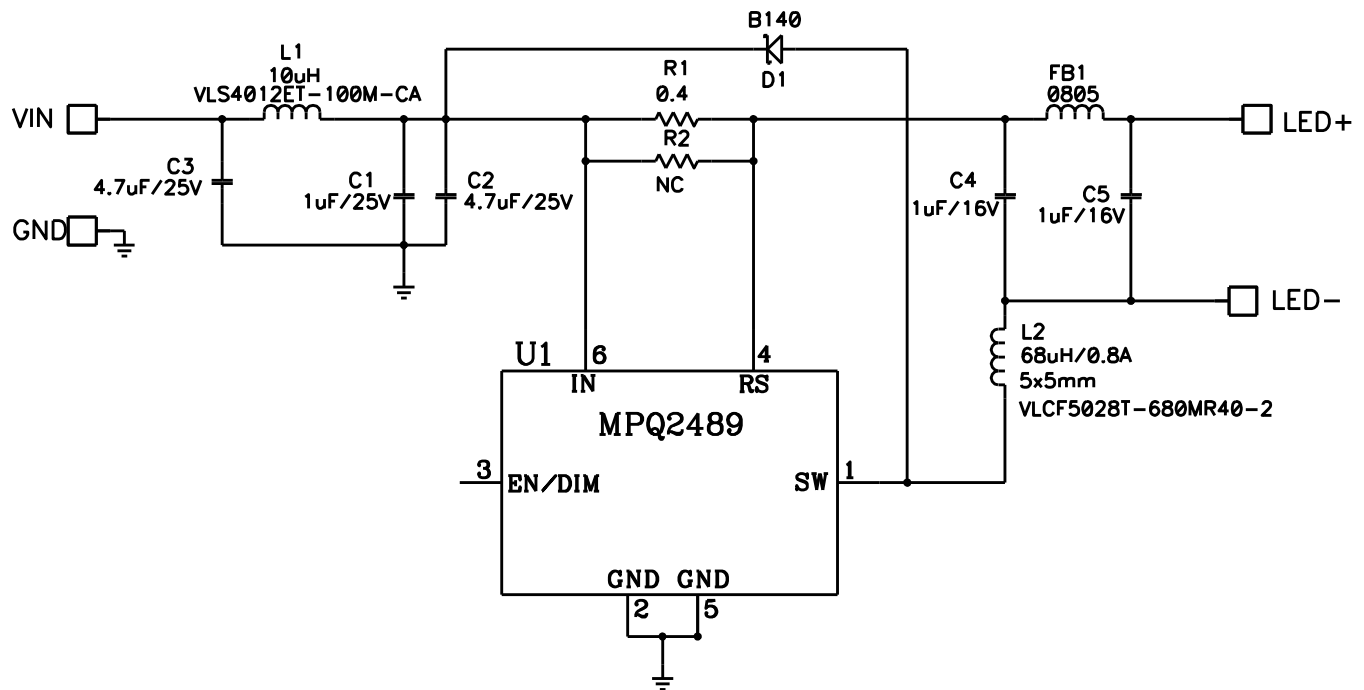 B140
D1
L1
10uH
VLS4012ET-100M-CA
R1
0.4
R2
NC
FB1
0805
VIN
LED+
C3
4.7uF/25V
C1
1uF/25V
C2
4.7uF/25V
C4
1uF/16V
C5
1uF/16V
GND
LED-
L2
68uH/0.8A
5x5mm
VLCF5028T-680MR40-2
U1
6
4
IN
RS
MPQ2489
3
EN/DIM
SW
1
GND GND
2
5